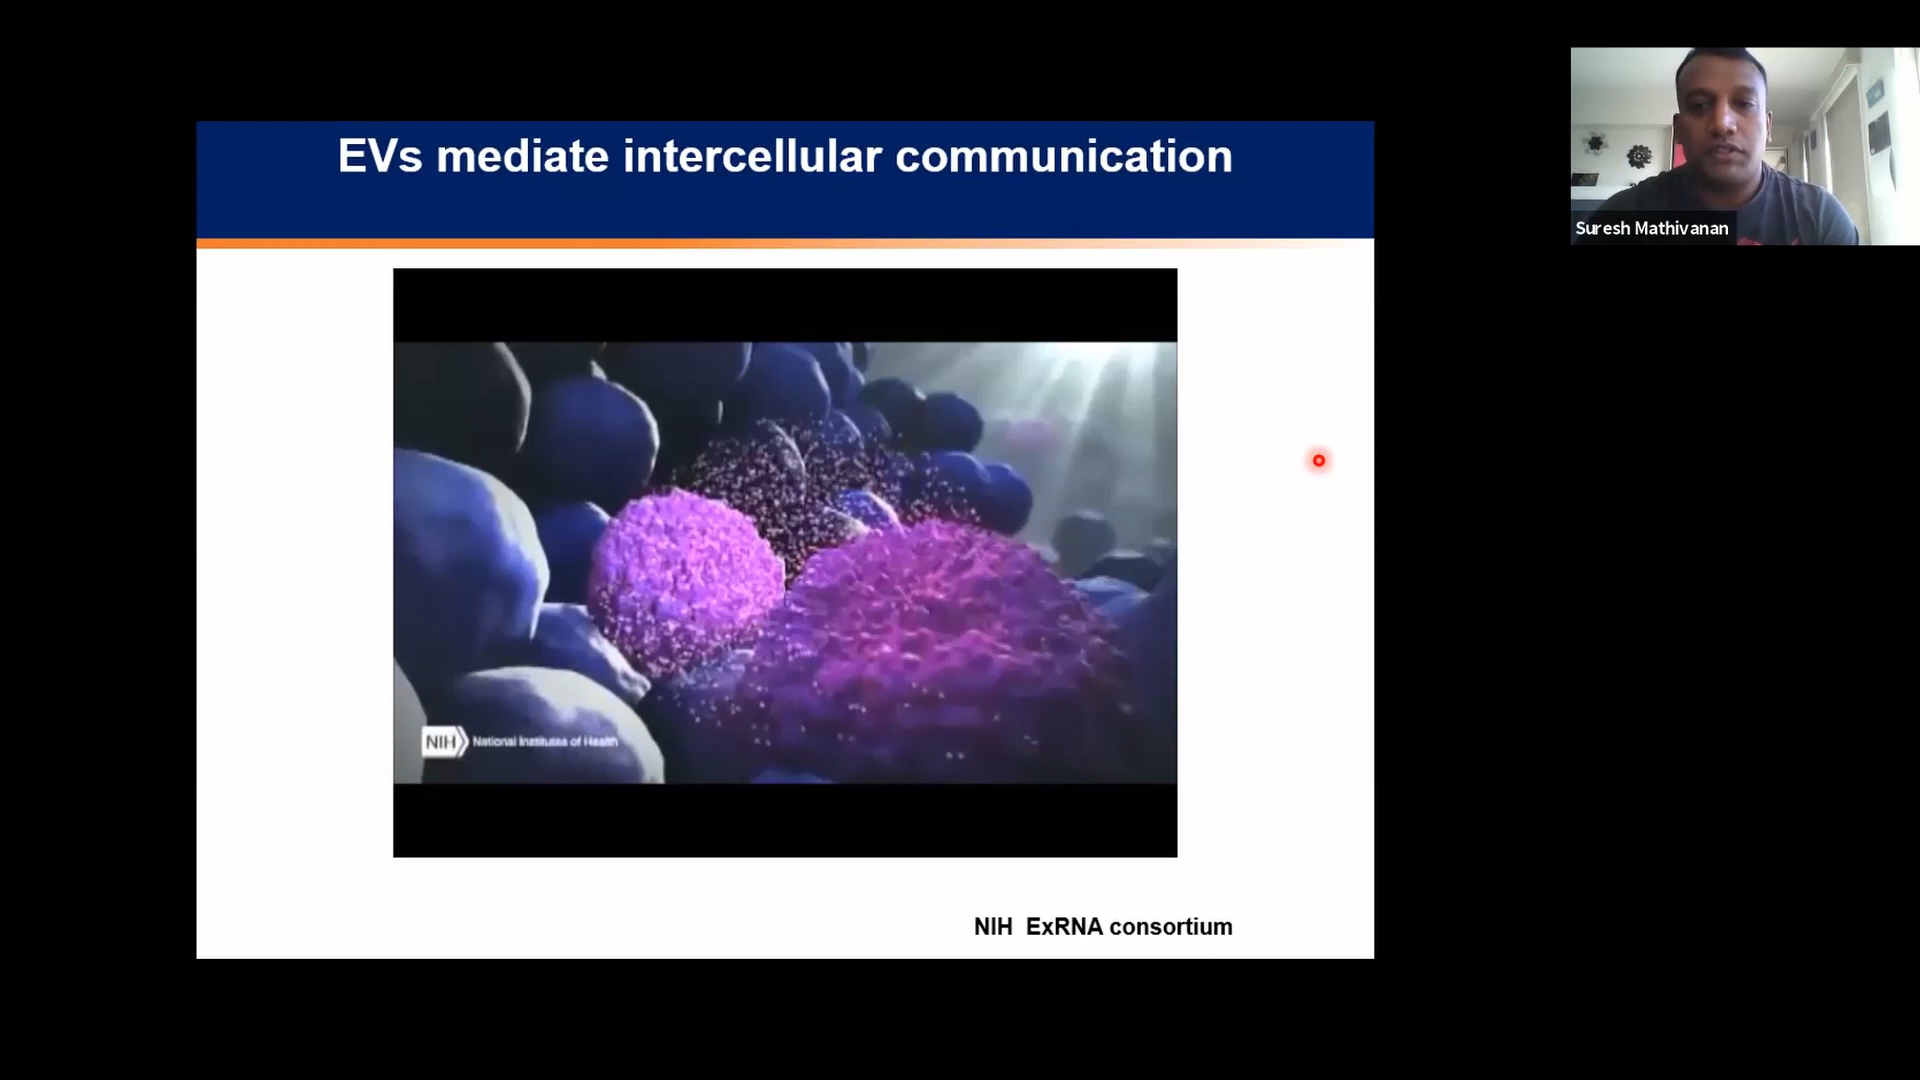 EVs mediate intercellular communication
Suresh Mathivanan
NIH National Institutes of Health
NIH ExRNA consortium